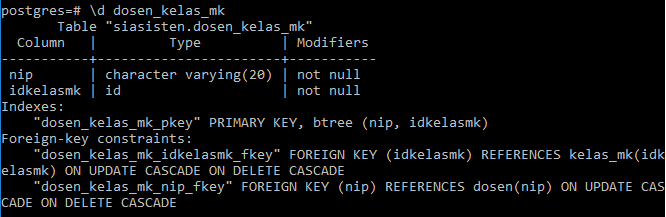 postgres=# \d dosen_kelas_mk
        Table "siasisten.dosen_kelas_mk"
  Column   |         Type          | Modifiers
-----------+-----------------------+-----------
 nip       | character varying(20) | not null
 idkelasmk | id                    | not null
Indexes:
    "dosen_kelas_mk_pkey" PRIMARY KEY, btree (nip, idkelasmk)
Foreign-key constraints:
    "dosen_kelas_mk_idkelasmk_fkey" FOREIGN KEY (idkelasmk) REFERENCES kelas_mk(idk
elasmk) ON UPDATE CASCADE ON DELETE CASCADE
    "dosen_kelas_mk_nip_fkey" FOREIGN KEY (nip) REFERENCES dosen(nip) ON UPDATE CAS
CADE ON DELETE CASCADE